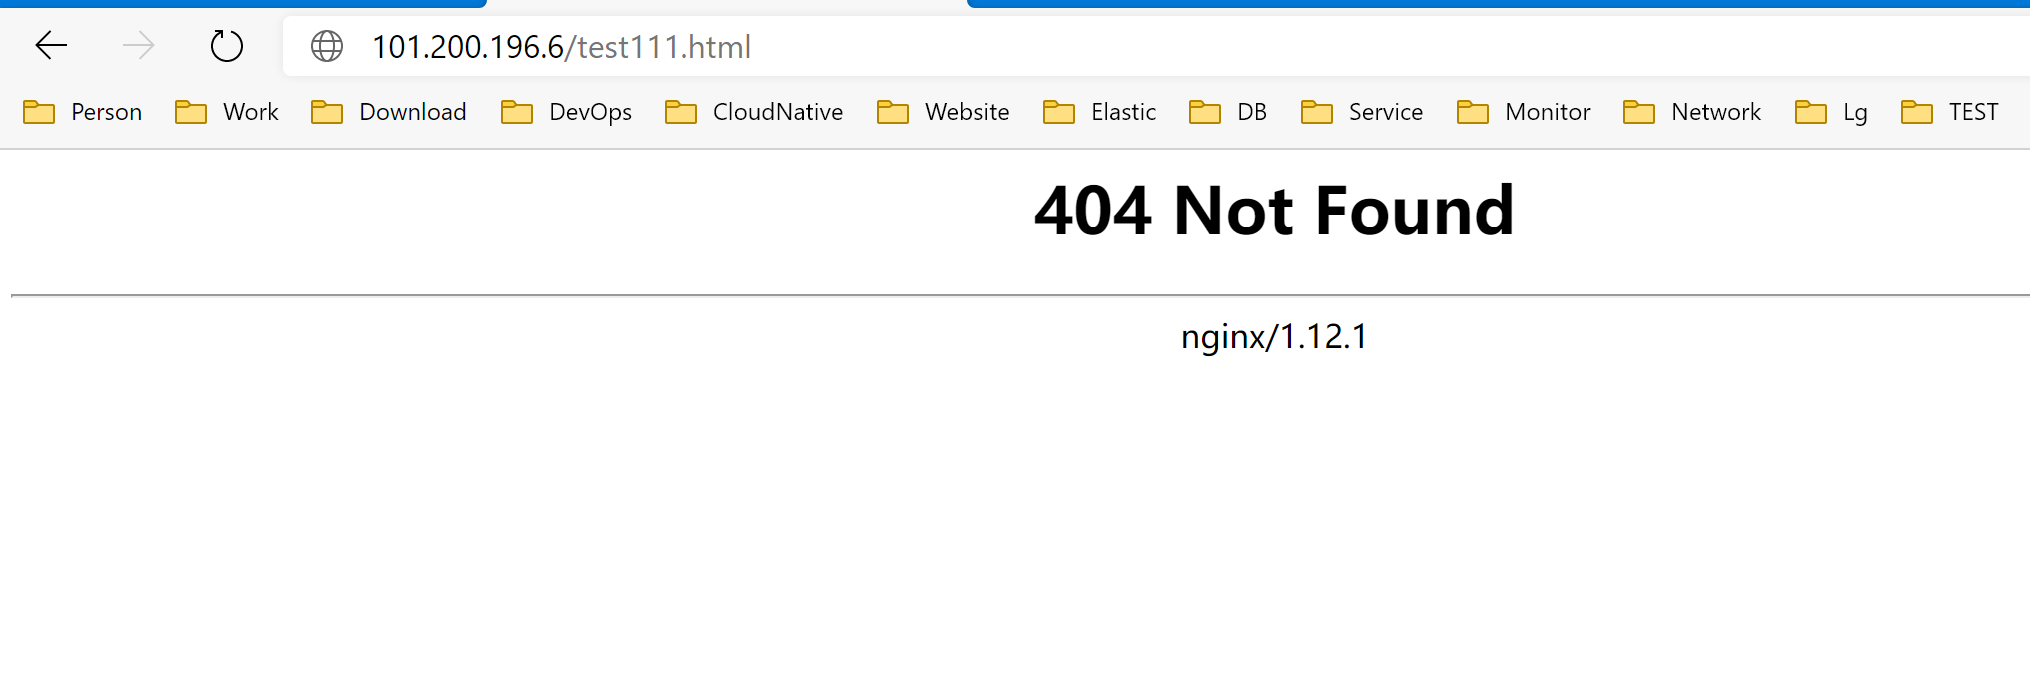 101.200.196.6/test111.html
Person Work Download DevOps CloudNative Website Elastic DB Service Monitor Network Lg TEST
404 Not Found
nginx/1.12.1